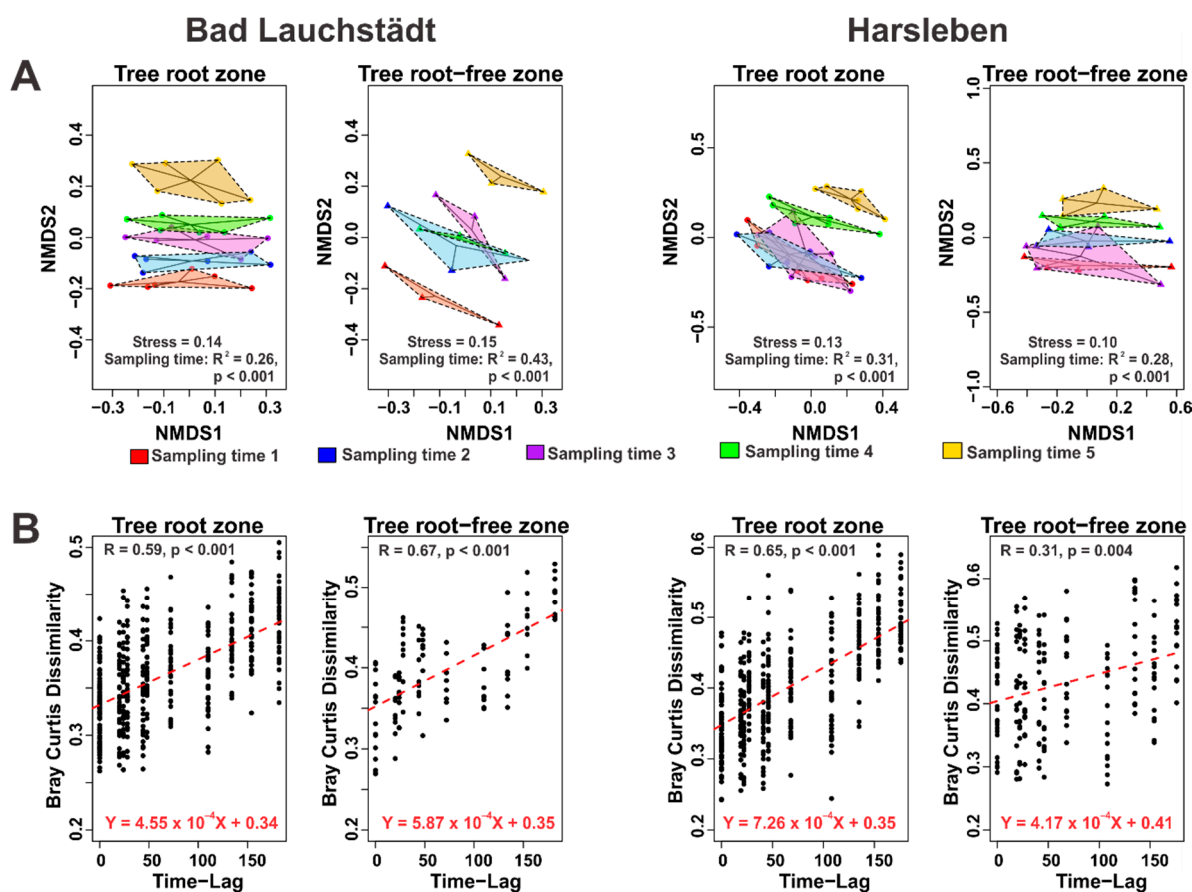 Bad Lauchstädt
Harsleben
A
Tree root zone
Tree root−free zone
Tree root zone
Tree root−free zone
NMDS2
0.4
0.2
0.0
−0.2
−0.4
Stress = 0.14
Sampling time: R² = 0.26,
p < 0.001
−0.3
−0.1
0.1
0.3
NMDS1
NMDS2
0.4
0.2
0.0
−0.2
−0.4
Stress = 0.15
Sampling time: R² = 0.43,
p < 0.001
−0.3
−0.1
0.1
0.3
NMDS1
NMDS2
0.5
0.0
−0.5
Stress = 0.13
Sampling time: R² = 0.31,
p < 0.001
−0.4
0.0
0.2
0.4
NMDS1
NMDS2
1.0
0.5
0.0
−0.5
−1.0
Stress = 0.10
Sampling time: R² = 0.28,
p < 0.001
−0.6
−0.2
0.2
0.6
NMDS1
Sampling time 1
Sampling time 2
Sampling time 3
Sampling time 4
Sampling time 5
B
Tree root zone
Tree root−free zone
Tree root zone
Tree root−free zone
Bray Curtis Dissimilarity
0.5
0.4
0.3
0.2
R = 0.59, p < 0.001
Y = 4.55 x 10⁻⁴X + 0.34
0
50
100
150
Time−Lag
Bray Curtis Dissimilarity
0.5
0.4
0.3
0.2
R = 0.67, p < 0.001
Y = 5.87 x 10⁻⁴X + 0.35
0
50
100
150
Time−Lag
Bray Curtis Dissimilarity
0.6
0.5
0.4
0.3
0.2
R = 0.65, p < 0.001
Y = 7.26 x 10⁻⁴X + 0.35
0
50
100
150
Time−Lag
Bray Curtis Dissimilarity
0.6
0.5
0.4
0.3
0.2
R = 0.31, p = 0.004
Y = 4.17 x 10⁻⁴X + 0.41
0
50
100
150
Time−Lag